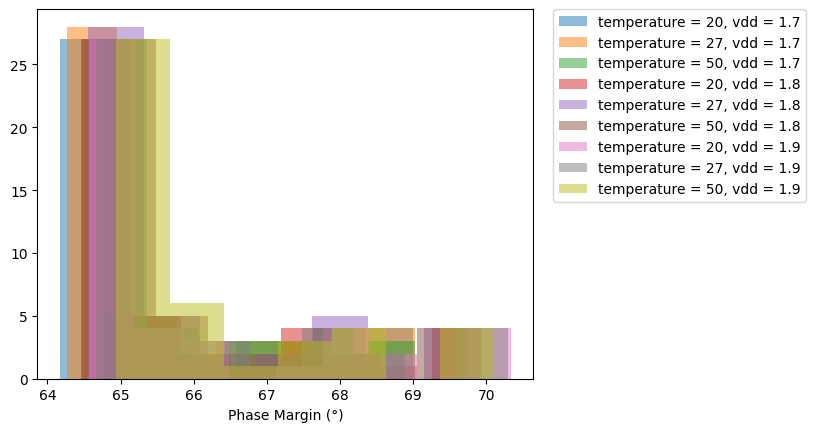 25
20
15
10
5
0
64
65
66
67
68
69
70
Phase Margin (°)
temperature = 20, vdd = 1.7
temperature = 27, vdd = 1.7
temperature = 50, vdd = 1.7
temperature = 20, vdd = 1.8
temperature = 27, vdd = 1.8
temperature = 50, vdd = 1.8
temperature = 20, vdd = 1.9
temperature = 27, vdd = 1.9
temperature = 50, vdd = 1.9